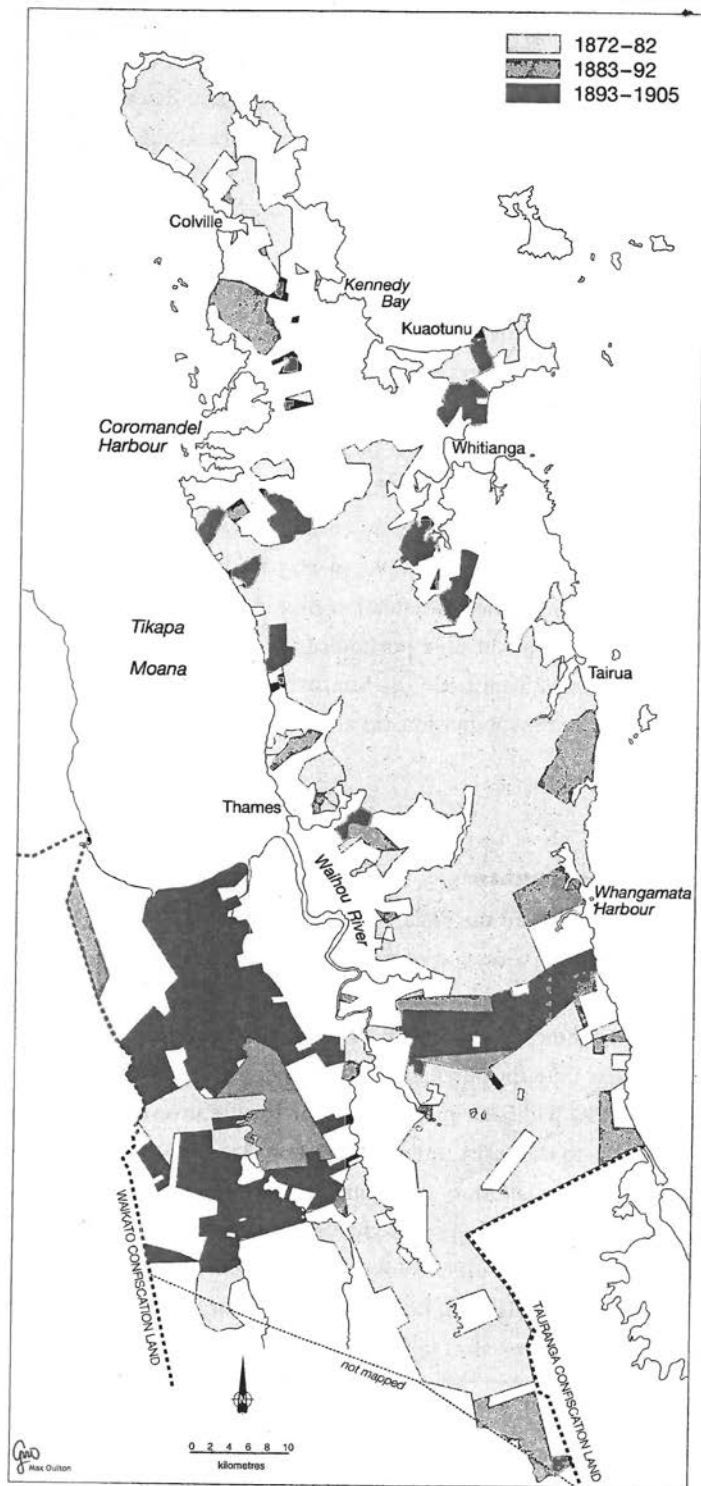 1872–82
1883–92
1893–1905
Colville
Kennedy
Bay
Kuaotunu
Coromandel
Harbour
Whitianga
Tikapa
Moana
Tairua
Thames
Waihou River
Whangamata
Harbour
WAIKATO CONFISCATION LAND
TAURANGA CONFISCATION LAND
not mapped
N
0 2 4 6 8 10
kilometres
Max Oulton